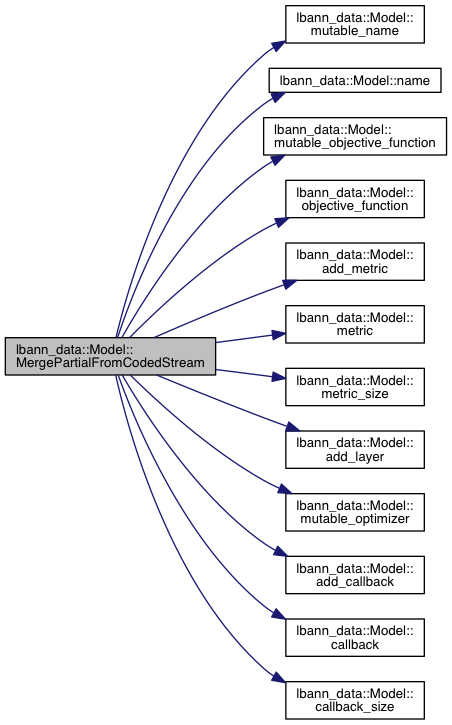 lbann_data::Model::
mutable_name
lbann_data::Model::name
lbann_data::Model::
mutable_objective_function
lbann_data::Model::
objective_function
lbann_data::Model::
add_metric
lbann_data::Model::
metric
lbann_data::Model::
MergePartialFromCodedStream
lbann_data::Model::
metric_size
lbann_data::Model::
add_layer
lbann_data::Model::
mutable_optimizer
lbann_data::Model::
add_callback
lbann_data::Model::
callback
lbann_data::Model::
callback_size